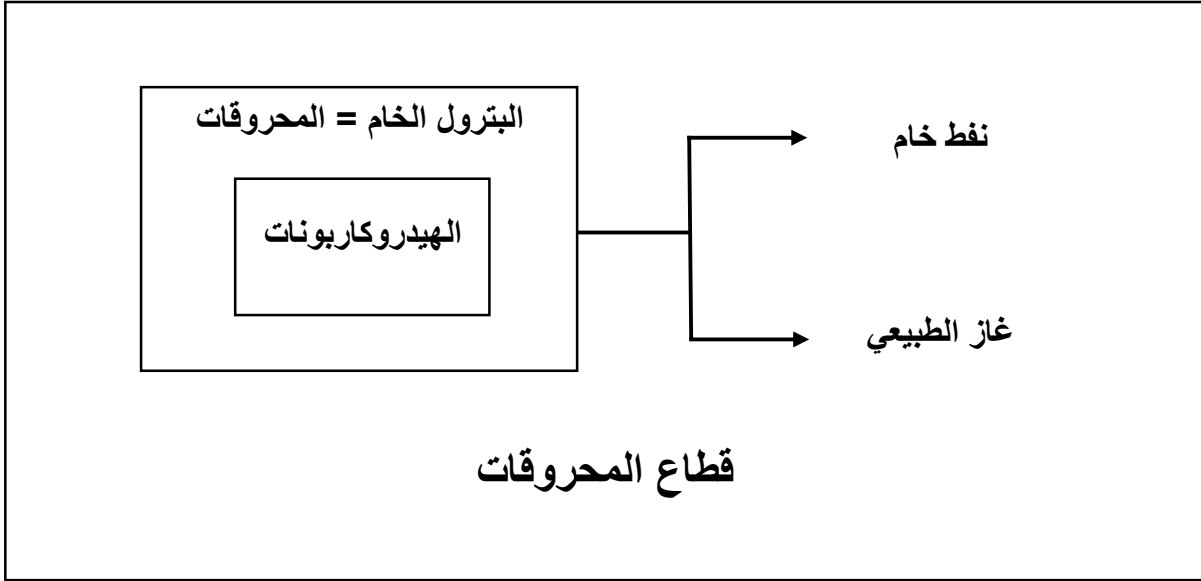 البترول الخام = المحروقات
الهيدروكاربونات
نفط خام
غاز الطبيعي
قطاع المحروقات